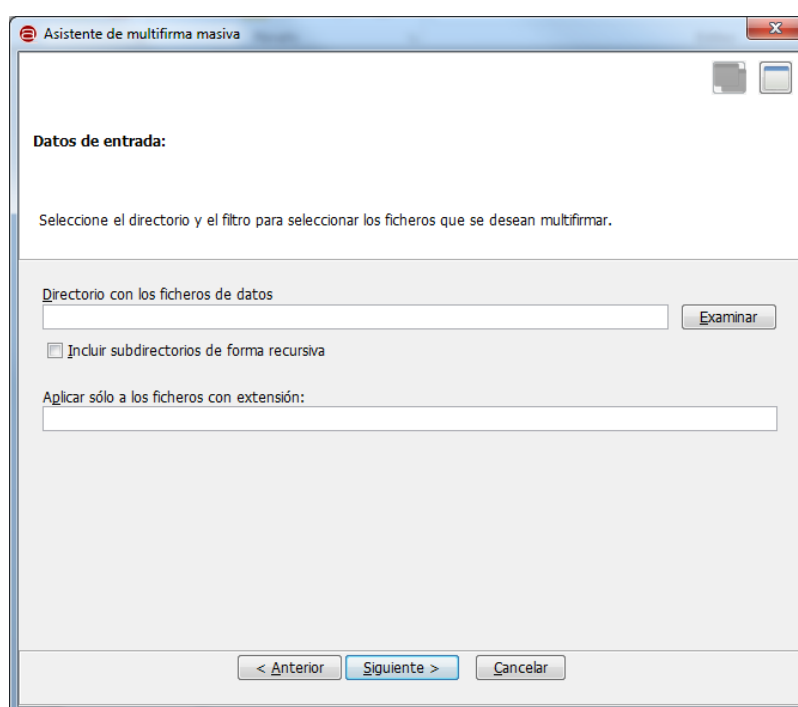 Asistente de multifirma masiva
Datos de entrada:
Seleccione el directorio y el filtro para seleccionar los ficheros que se desean multifirmar.
Directorio con los ficheros de datos
Examinar
Incluir subdirectorios de forma recursiva
Aplicar sólo a los ficheros con extensión:
< Anterior Siguiente > Cancelar